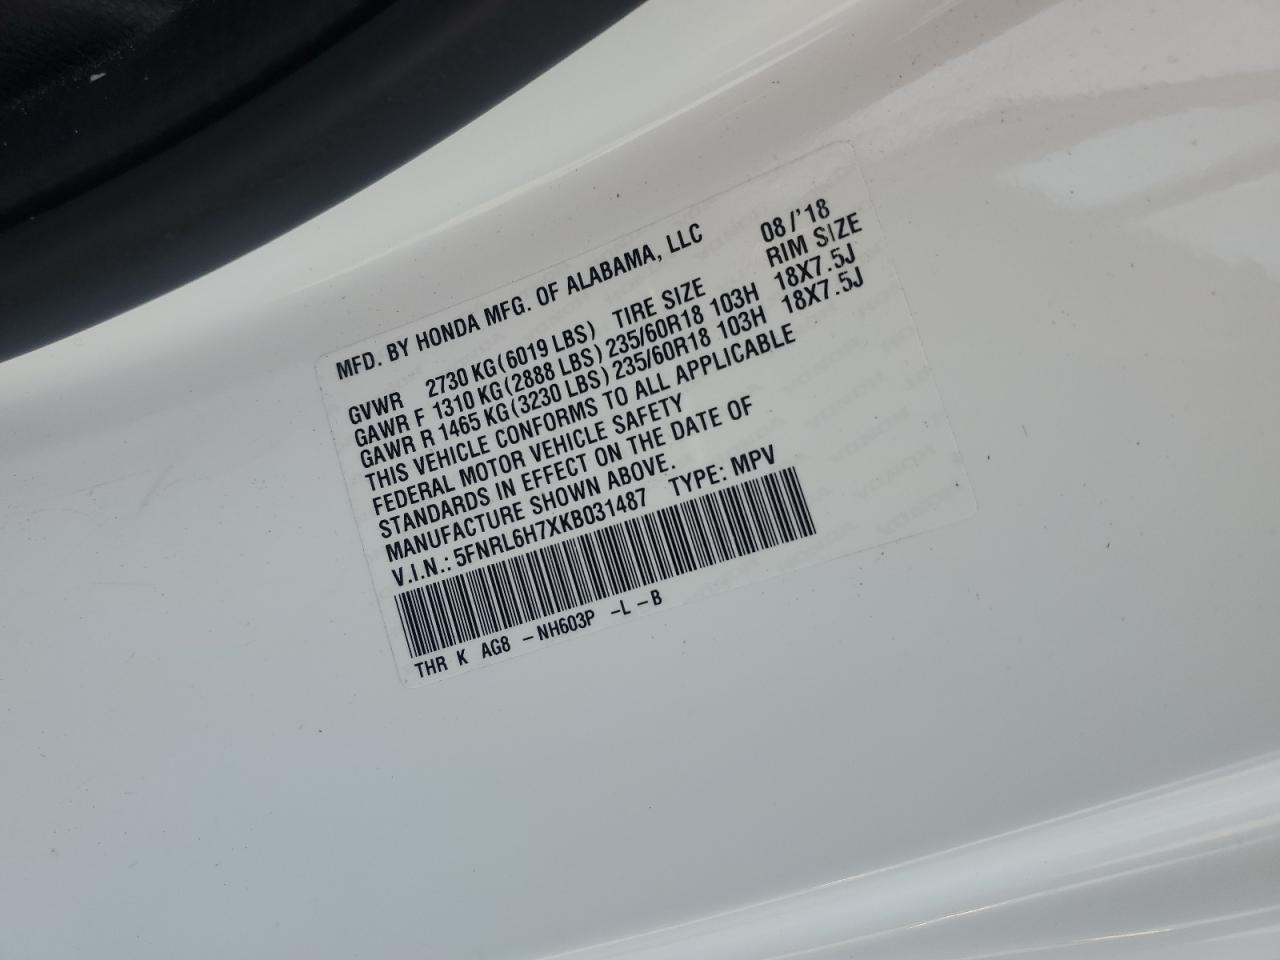 MFD. BY HONDA MFG. OF ALABAMA, LLC 08/'18
GVWR 2730 KG(6019 LBS) TIRE SIZE RIM SIZE
GAWR F 1310 KG(2888 LBS) 235/60R18 103H 18X7.5J
GAWR R 1465 KG(3230 LBS) 235/60R18 103H 18X7.5J
THIS VEHICLE CONFORMS TO ALL APPLICABLE
FEDERAL MOTOR VEHICLE SAFETY
STANDARDS IN EFFECT ON THE DATE OF
MANUFACTURE SHOWN ABOVE.
V.I.N.: 5FNRL6H7XKB031487 TYPE: MPV
THR K AG8 -NH603P -L -B